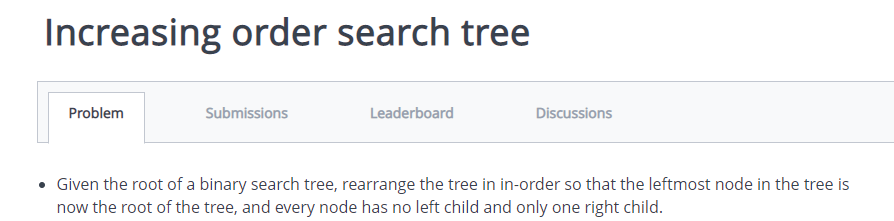 Increasing order search tree
Problem Submissions Leaderboard Discussions
• Given the root of a binary search tree, rearrange the tree in in-order so that the leftmost node in the tree is
now the root of the tree, and every node has no left child and only one right child.